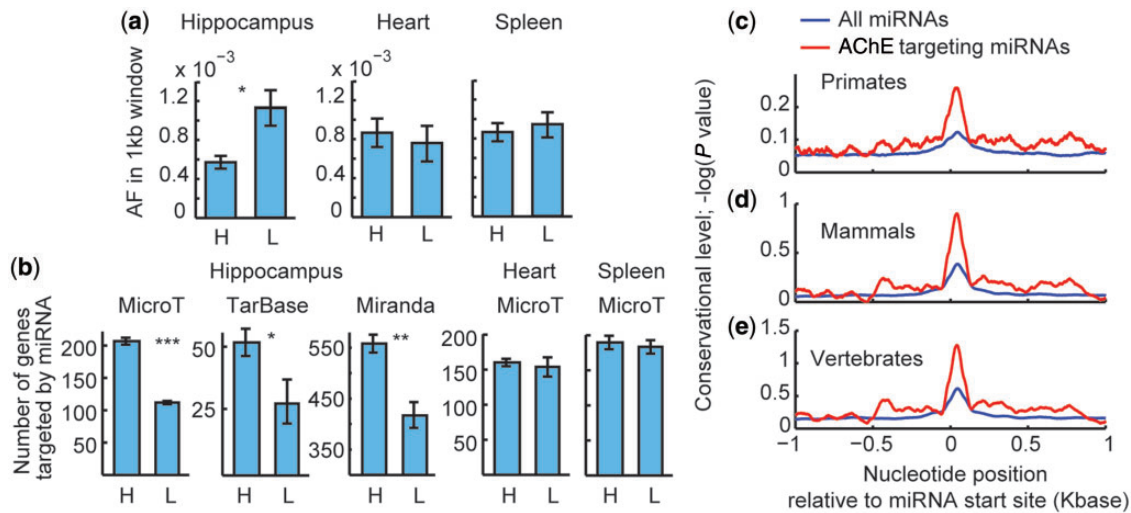 (a) Hippocampus Heart Spleen
x 10⁻³ x 10⁻³
AF in 1kb window
1.2 1.2
0.8 0.8
0.4 0.4
0 0
*
H L H L H L
(b) Hippocampus Heart Spleen
MicroT TarBase Miranda MicroT MicroT
Number of genes
targeted by miRNA
200 50 550 200
150 450 150
100 25 100
50 350 50
*** * **
H L H L H L H L H L
(c) All miRNAs
AChE targeting miRNAs
Primates
0.2
0.1
0
Conservational level; -log(P value)
(d) Mammals
1
0.5
0
(e) Vertebrates
1.5
1
0.5
0
−1 −0.5 0 0.5 1
Nucleotide position
relative to miRNA start site (Kbase)